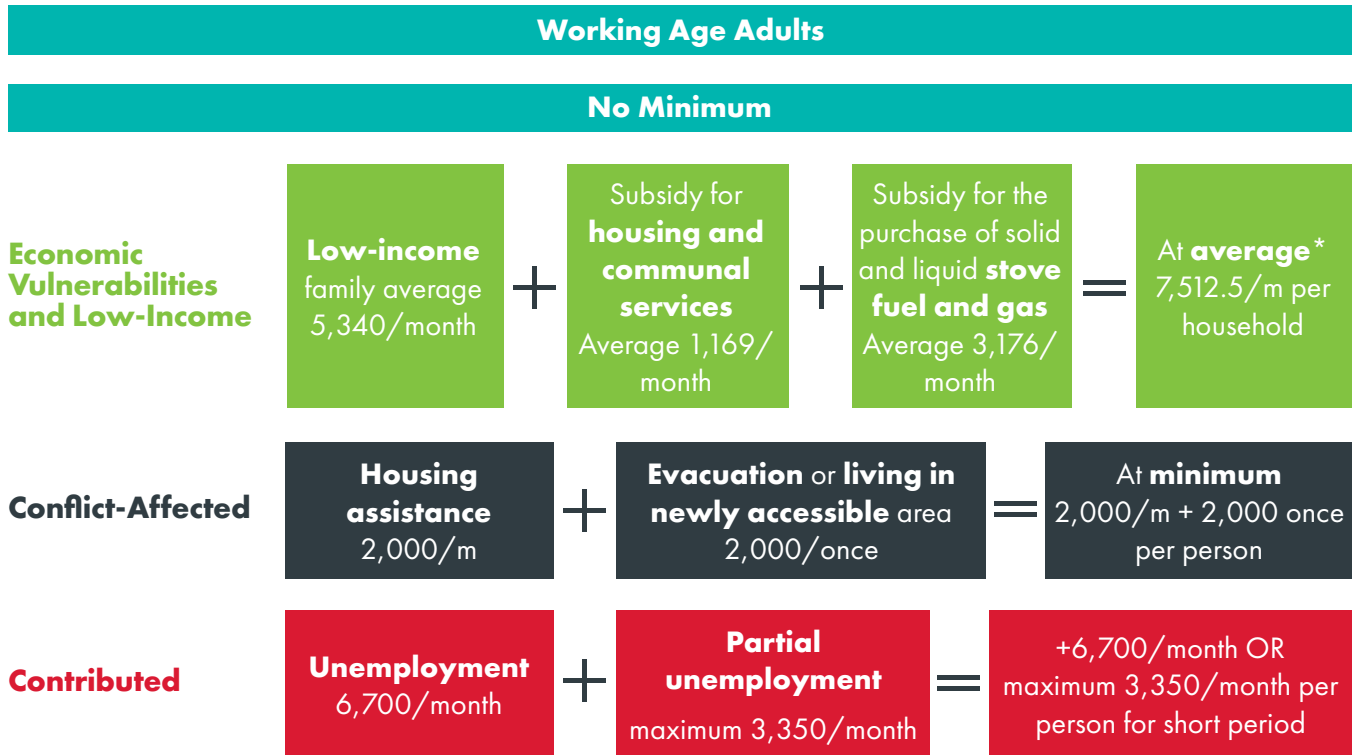 Working Age Adults
No Minimum
Economic
Vulnerabilities
and Low-Income
Low-income
family average
5,340/month
+
Subsidy for
housing and
communal
services
Average 1,169/
month
+
Subsidy for the
purchase of solid
and liquid stove
fuel and gas
Average 3,176/
month
=
At average*
7,512.5/m per
household
Conflict-Affected
Housing
assistance
2,000/m
+
Evacuation or living in
newly accessible area
2,000/once
=
At minimum
2,000/m + 2,000 once
per person
Contributed
Unemployment
6,700/month
+
Partial
unemployment
maximum 3,350/month
=
+6,700/month OR
maximum 3,350/month per
person for short period